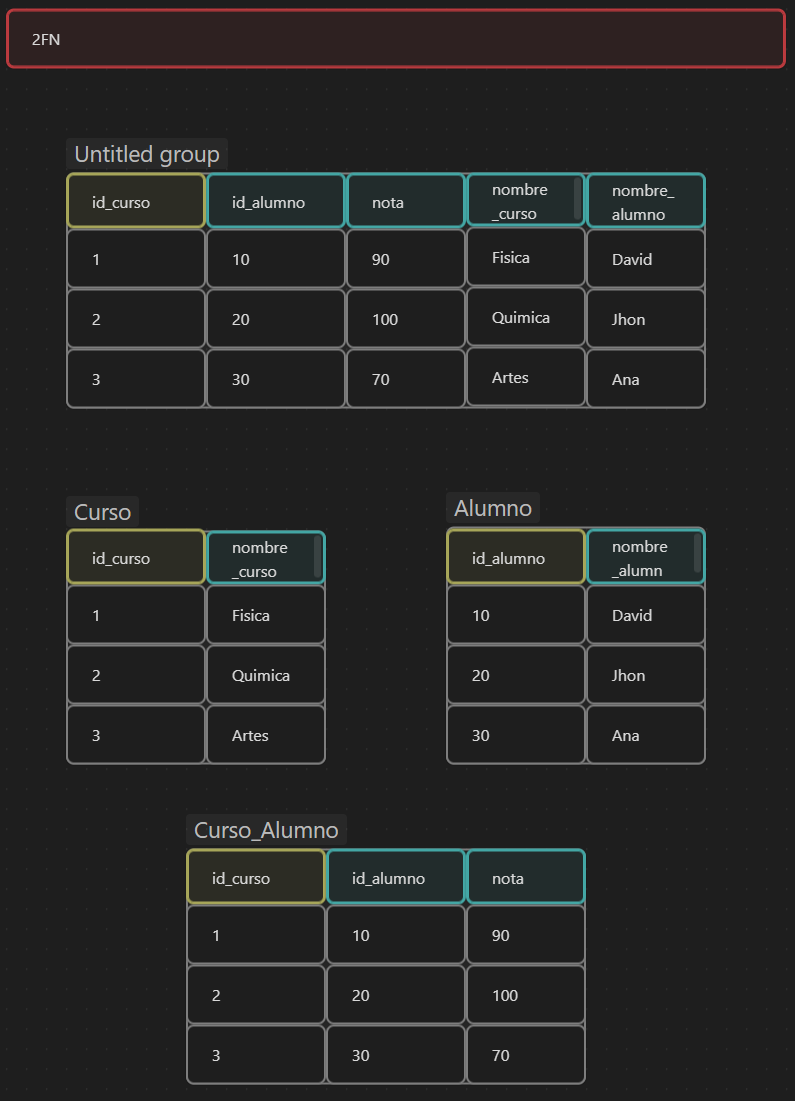 2FN
Untitled group
id_curso id_alumno nota nombre _curso nombre_ alumno
1 10 90 Fisica David
2 20 100 Quimica Jhon
3 30 70 Artes Ana
Curso
id_curso nombre _curso
1 Fisica
2 Quimica
3 Artes
Alumno
id_alumno nombre _alumn
10 David
20 Jhon
30 Ana
Curso_Alumno
id_curso id_alumno nota
1 10 90
2 20 100
3 30 70